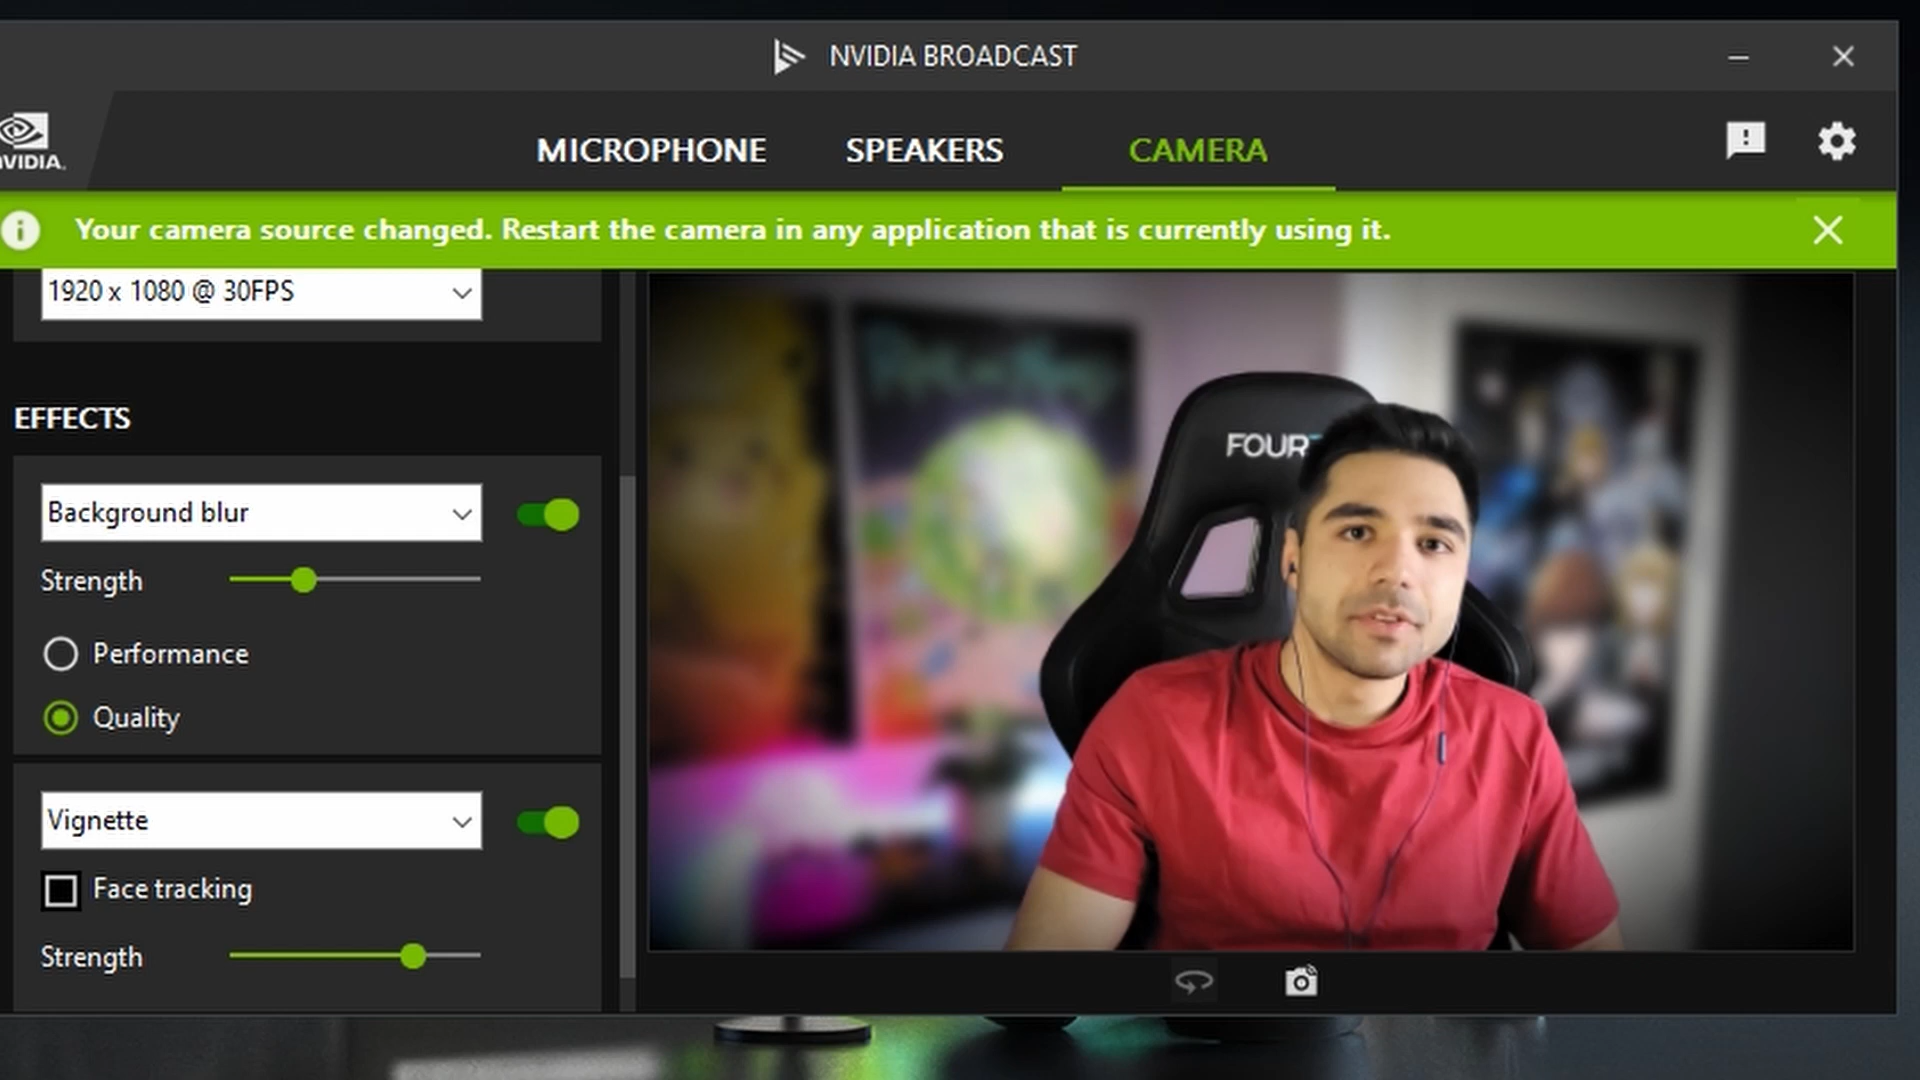 NVIDIA BROADCAST
NVIDIA.
MICROPHONE
SPEAKERS
CAMERA
Your camera source changed. Restart the camera in any application that is currently using it.
1920 x 1080 @ 30FPS
EFFECTS
Background blur
Strength
Performance
Quality
Vignette
Face tracking
Strength
FOUR